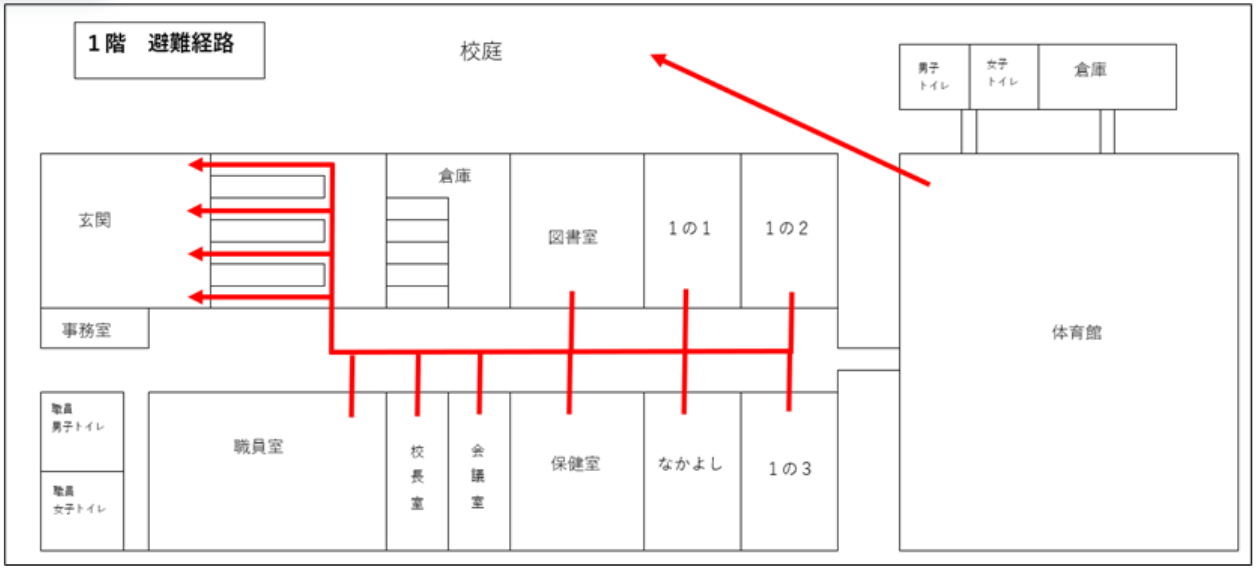 1階 避難経路
校庭
男子
トイレ
女子
トイレ
倉庫
玄関
倉庫
図書室
1の1
1の2
事務室
体育館
職員
男子トイレ
職員
女子トイレ
職員室
校長室
会議室
保健室
なかよし
1の3